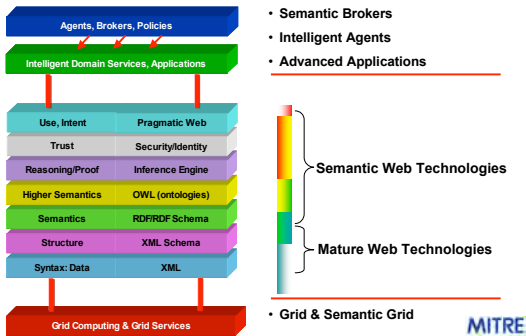 Agents, Brokers, Policies
Intelligent Domain Services, Applications
Use, Intent Pragmatic Web
Trust Security/Identity
Reasoning/Proof Inference Engine
Higher Semantics OWL (ontologies)
Semantics RDF/RDF Schema
Structure XML Schema
Syntax: Data XML
Grid Computing & Grid Services
• Semantic Brokers
• Intelligent Agents
• Advanced Applications
Semantic Web Technologies
Mature Web Technologies
• Grid & Semantic Grid
MITRE